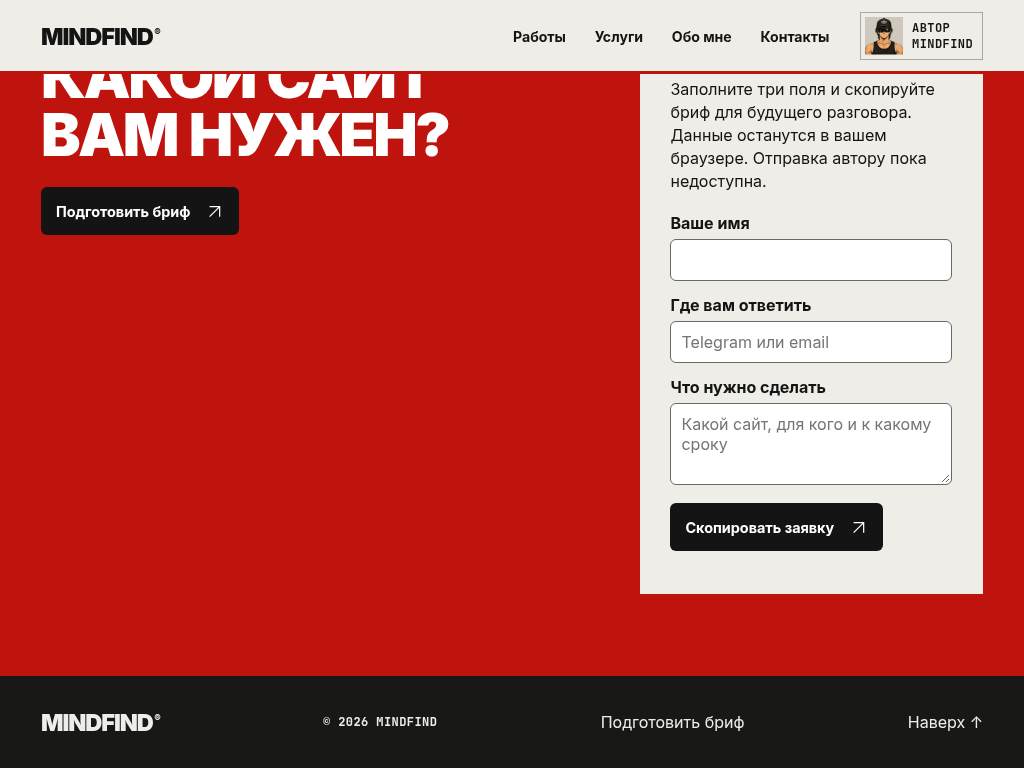 MINDFIND®
Работы
Услуги
Обо мне
Контакты
АВТОР
MINDFIND
КАКОЙ САЙТ
ВАМ НУЖЕН?
Подготовить бриф
Заполните три поля и скопируйте
бриф для будущего разговора.
Данные останутся в вашем
браузере. Отправка автору пока
недоступна.
Ваше имя
Где вам ответить
Telegram или email
Что нужно сделать
Какой сайт, для кого и к какому
сроку
Скопировать заявку
MINDFIND®
© 2026 MINDFIND
Подготовить бриф
Наверх ↑